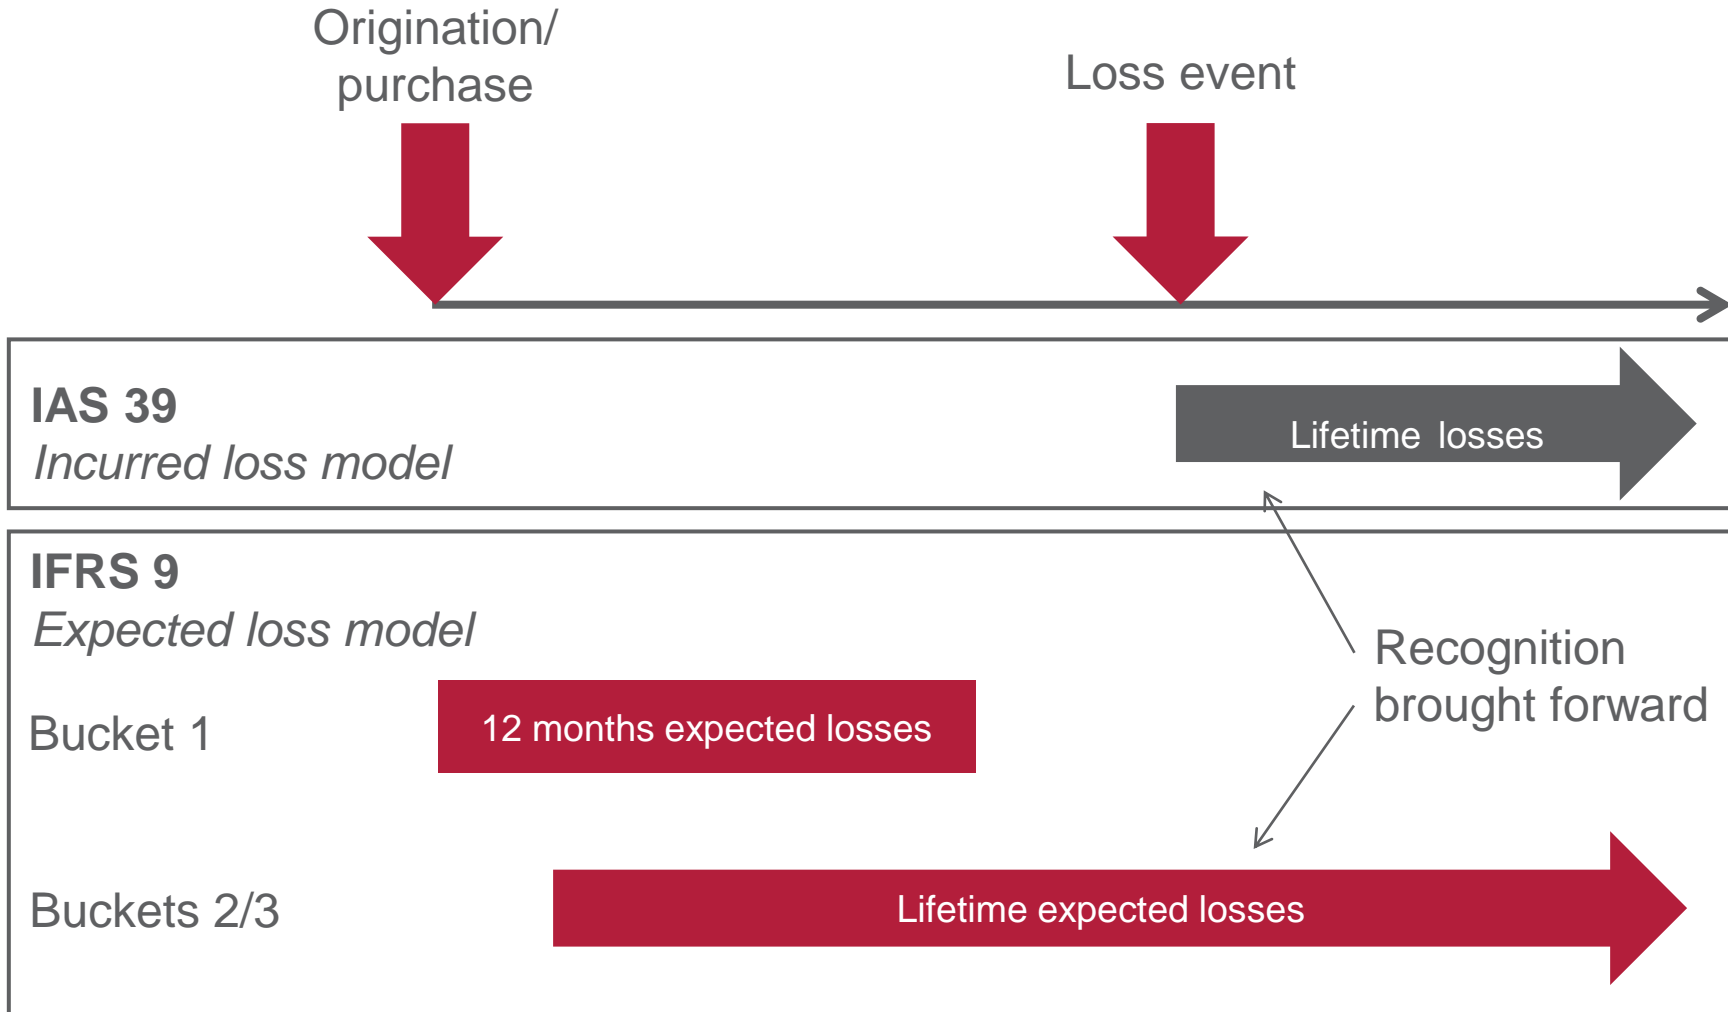 Origination/
purchase
Loss event
IAS 39
Incurred loss model
Lifetime losses
IFRS 9
Expected loss model
Recognition
brought forward
Bucket 1
12 months expected losses
Buckets 2/3
Lifetime expected losses